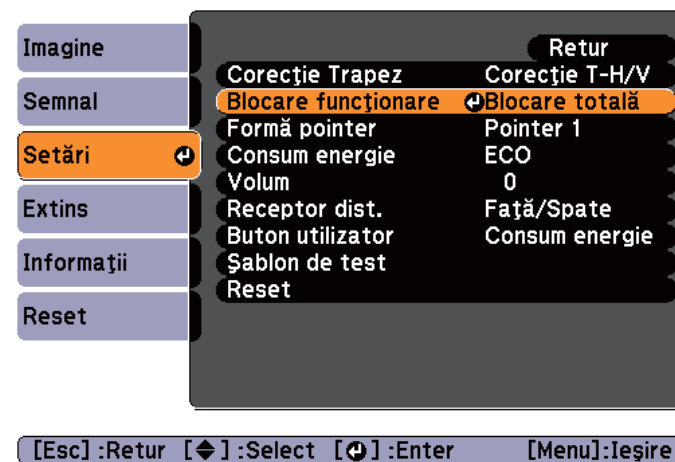 Imagine
Semnal
Setări
Extins
Informaţii
Reset
Retur
Corecţie Trapez Corecţie T-H/V
Blocare funcţionare Blocare totală
Formă pointer Pointer 1
Consum energie ECO
Volum 0
Receptor dist. Faţă/Spate
Buton utilizator Consum energie
Şablon de test
Reset
[Esc] :Retur [◆] :Select [⏎] :Enter [Menu]:Ieşire